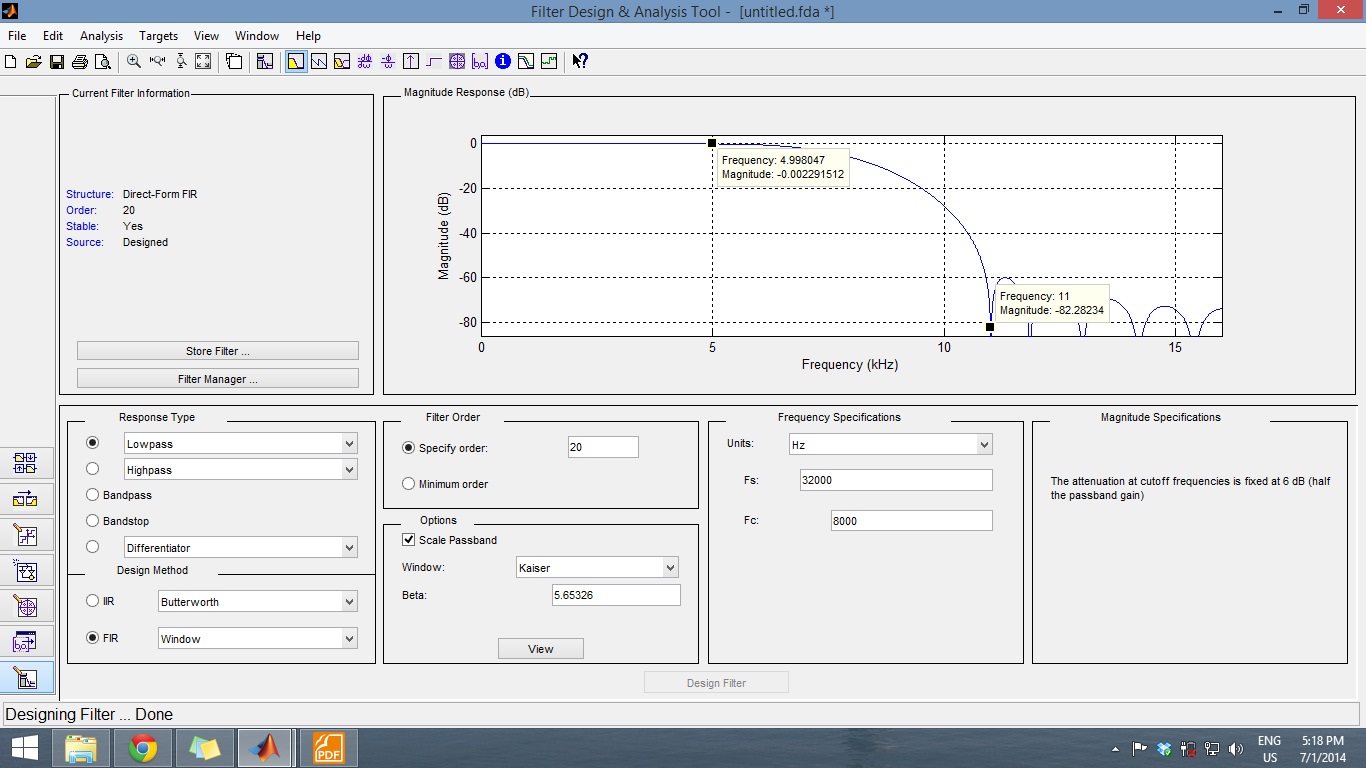 Filter Design & Analysis Tool - [untitled.fda *]
File Edit Analysis Targets View Window Help
Current Filter Information
Structure: Direct-Form FIR
Order: 20
Stable: Yes
Source: Designed
Store Filter ...
Filter Manager ...
Magnitude Response (dB)
Magnitude (dB)
0
-20
-40
-60
-80
Frequency: 4.998047
Magnitude: -0.002291512
Frequency: 11
Magnitude: -82.28234
0 5 10 15
Frequency (kHz)
Response Type
Lowpass
Highpass
Bandpass
Bandstop
Differentiator
Design Method
IIR Butterworth
FIR Window
Filter Order
Specify order: 20
Minimum order
Options
Scale Passband
Window: Kaiser
Beta: 5.65326
View
Frequency Specifications
Units: Hz
Fs: 32000
Fc: 8000
Magnitude Specifications
The attenuation at cutoff frequencies is fixed at 6 dB (half
the passband gain)
Design Filter
Designing Filter ... Done
PDF
ENG
US
5:18 PM
7/1/2014